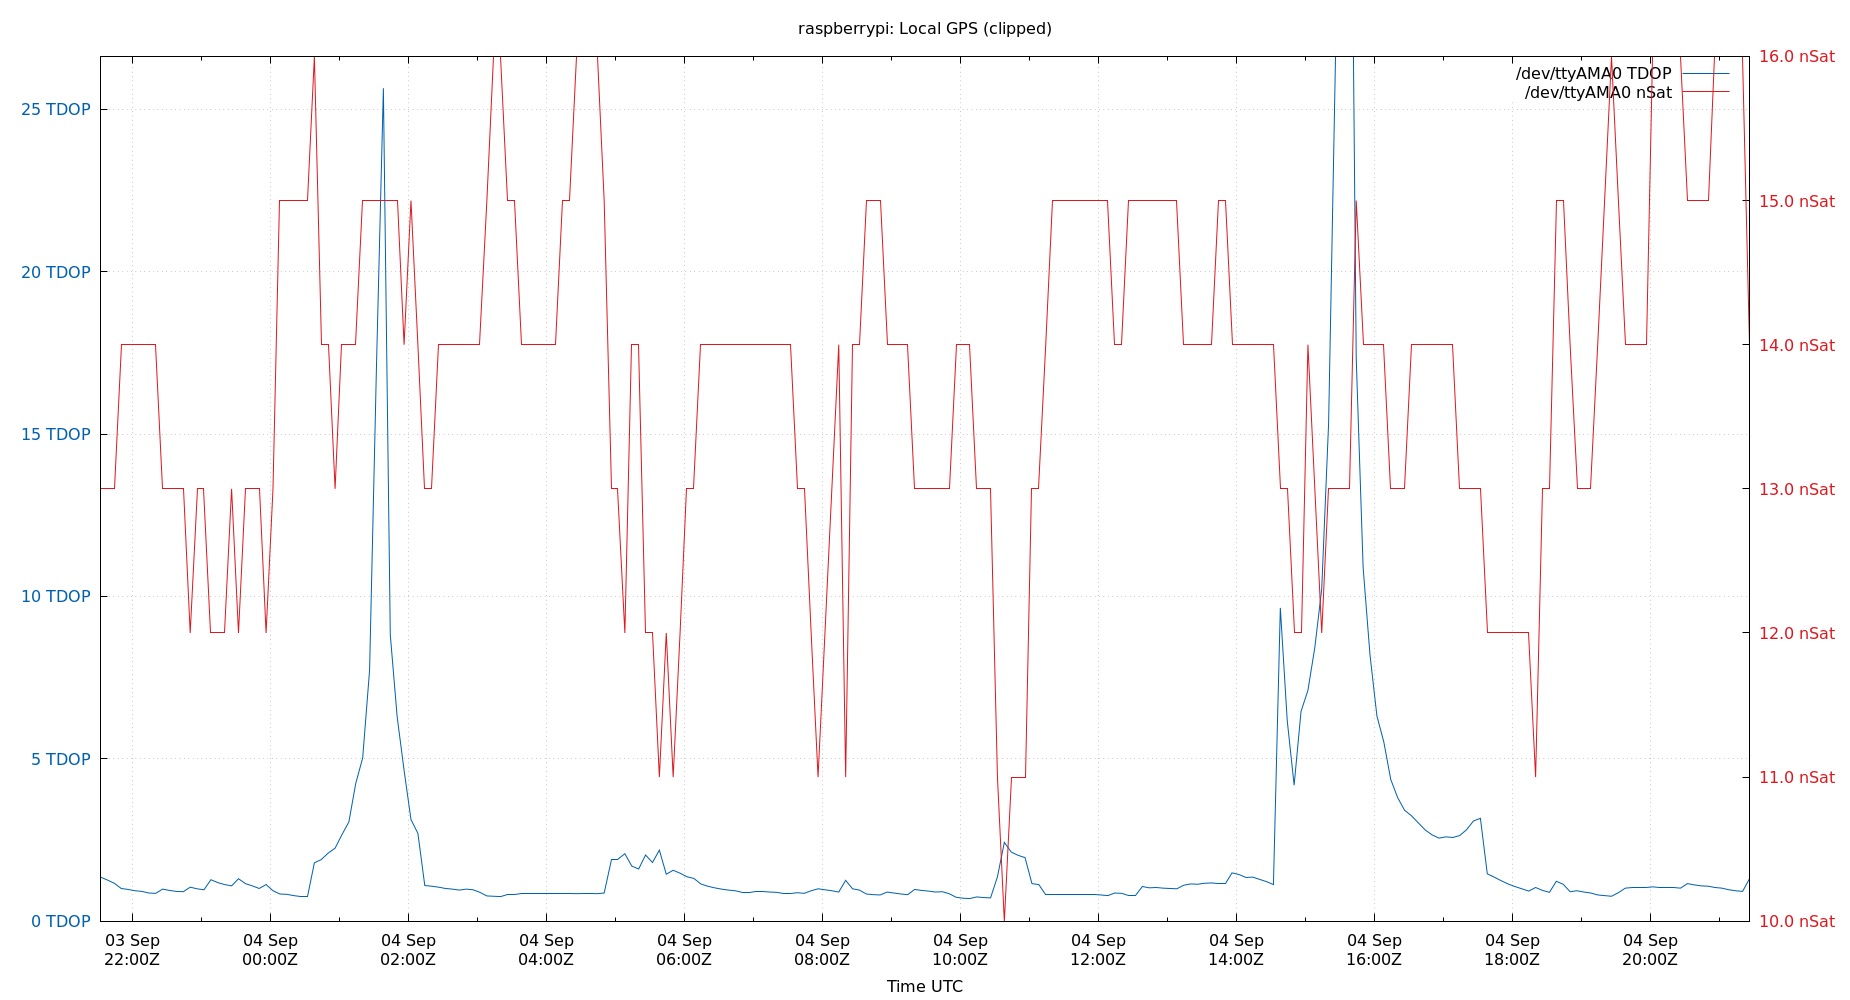 raspberrypi: Local GPS (clipped)
/dev/ttyAMA0 TDOP
/dev/ttyAMA0 nSat
25 TDOP
20 TDOP
15 TDOP
10 TDOP
5 TDOP
0 TDOP
16.0 nSat
15.0 nSat
14.0 nSat
13.0 nSat
12.0 nSat
11.0 nSat
10.0 nSat
03 Sep
22:00Z
04 Sep
00:00Z
04 Sep
02:00Z
04 Sep
04:00Z
04 Sep
06:00Z
04 Sep
08:00Z
04 Sep
10:00Z
04 Sep
12:00Z
04 Sep
14:00Z
04 Sep
16:00Z
04 Sep
18:00Z
04 Sep
20:00Z
Time UTC